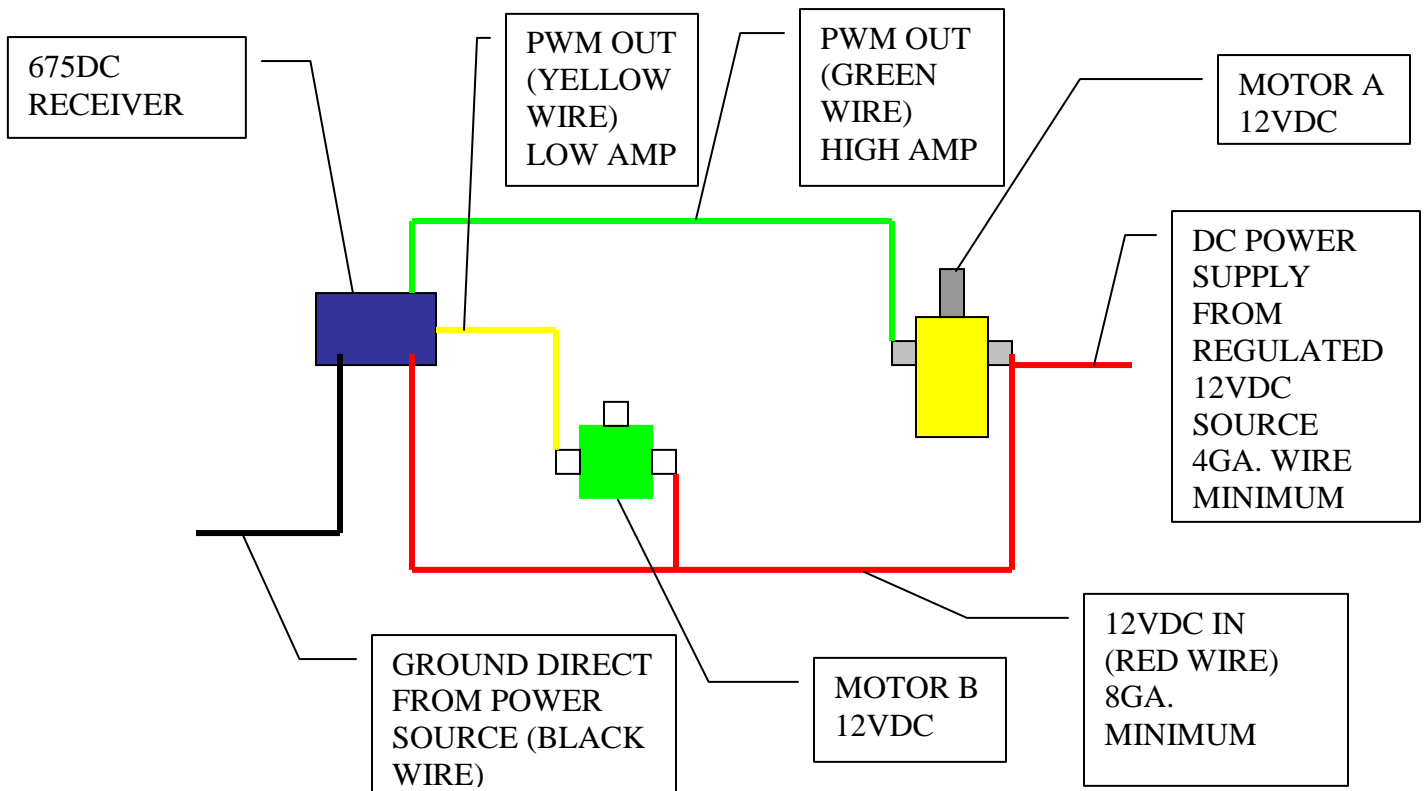 675DC
RECEIVER
PWM OUT
(YELLOW
WIRE)
LOW AMP
PWM OUT
(GREEN
WIRE)
HIGH AMP
MOTOR A
12VDC
DC POWER
SUPPLY
FROM
REGULATED
12VDC
SOURCE
4GA. WIRE
MINIMUM
GROUND DIRECT
FROM POWER
SOURCE (BLACK
WIRE)
MOTOR B
12VDC
12VDC IN
(RED WIRE)
8GA.
MINIMUM